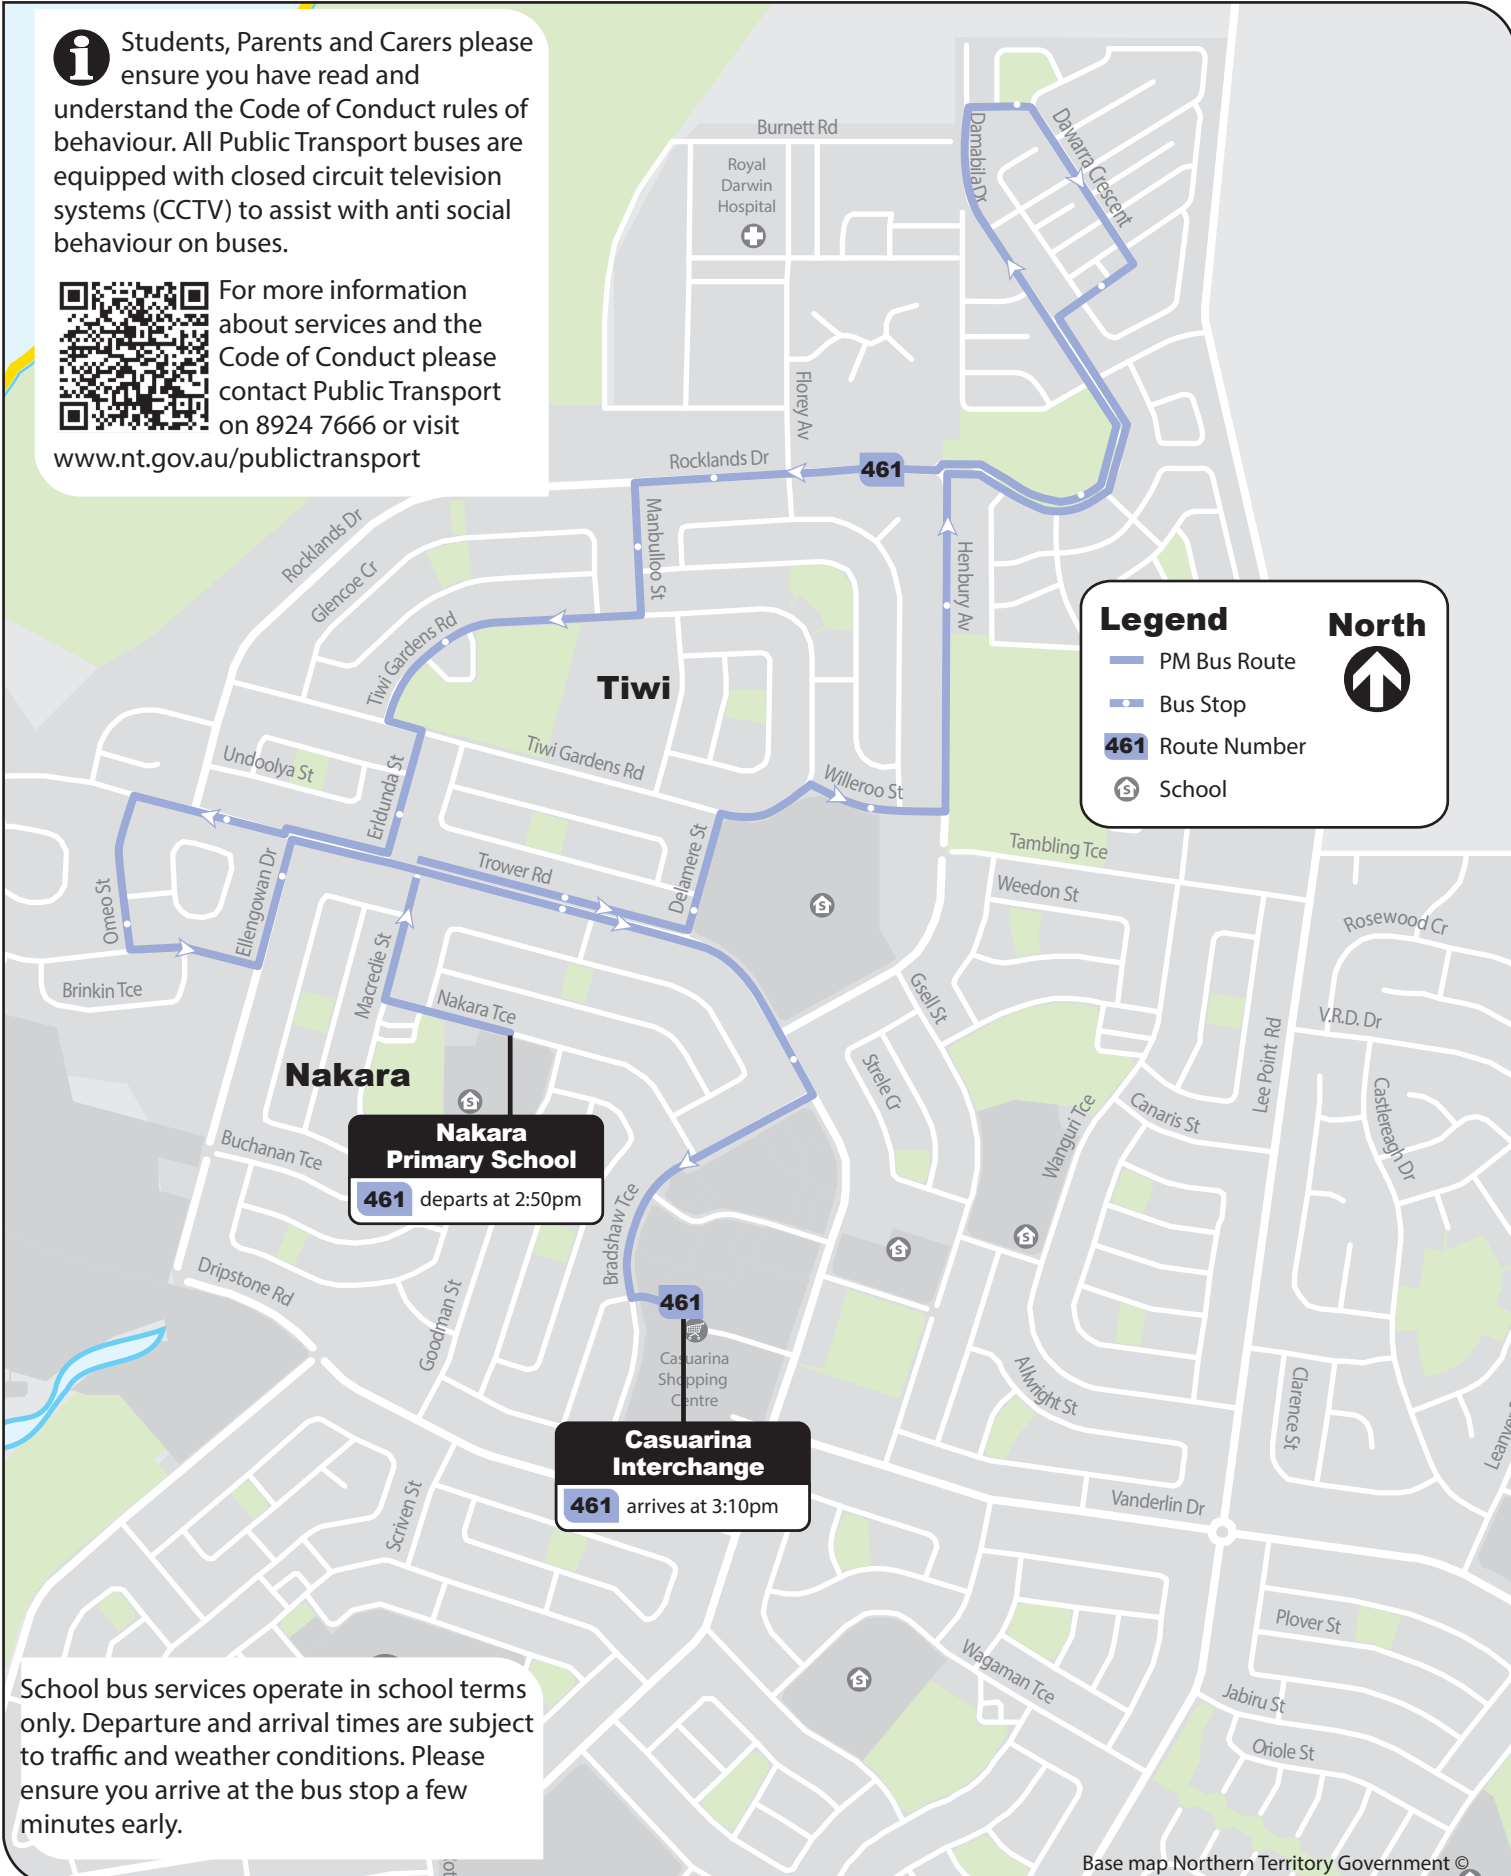 Students, Parents and Carers please
ensure you have read and
understand the Code of Conduct rules of
behaviour. All Public Transport buses are
equipped with closed circuit television
systems (CCTV) to assist with anti social
behaviour on buses.
For more information
about services and the
Code of Conduct please
contact Public Transport
on 8924 7666 or visit
www.nt.gov.au/publictransport
Burnett Rd
Royal
Darwin
Hospital
Damabila Dr
Dawarra Crescent
Florey Av
Rocklands Dr
461
Rocklands Dr
Glencoe Cr
Manbulloo St
Henbury Av
Tiwi Gardens Rd
Tiwi
Legend
North
PM Bus Route
Bus Stop
461 Route Number
S School
Undoolya St
Tiwi Gardens Rd
Erldunda St
Willeroo St
Tambling Tce
Trower Rd
Delamere St
Weedon St
S
Omeo St
Ellengowan Dr
Rosewood Cr
Macredie St
Brinkin Tce
Nakara Tce
Gsell St
V.R.D. Dr
Lee Point Rd
Nakara
Strele Cr
S
Wanguri Tce
Canaris St
Castlereagh Dr
Buchanan Tce
Nakara
Primary School
461 departs at 2:50pm
Bradshaw Tce
S
S
Dripstone Rd
Goodman St
461
Casuarina
Shopping
Centre
Allwright St
Clarence St
Leanyer
Casuarina
Interchange
461 arrives at 3:10pm
Scriven St
Vanderlin Dr
Plover St
Wagaman Tce
S
Jabiru St
Oriole St
School bus services operate in school terms
only. Departure and arrival times are subject
to traffic and weather conditions. Please
ensure you arrive at the bus stop a few
minutes early.
Base map Northern Territory Government ©